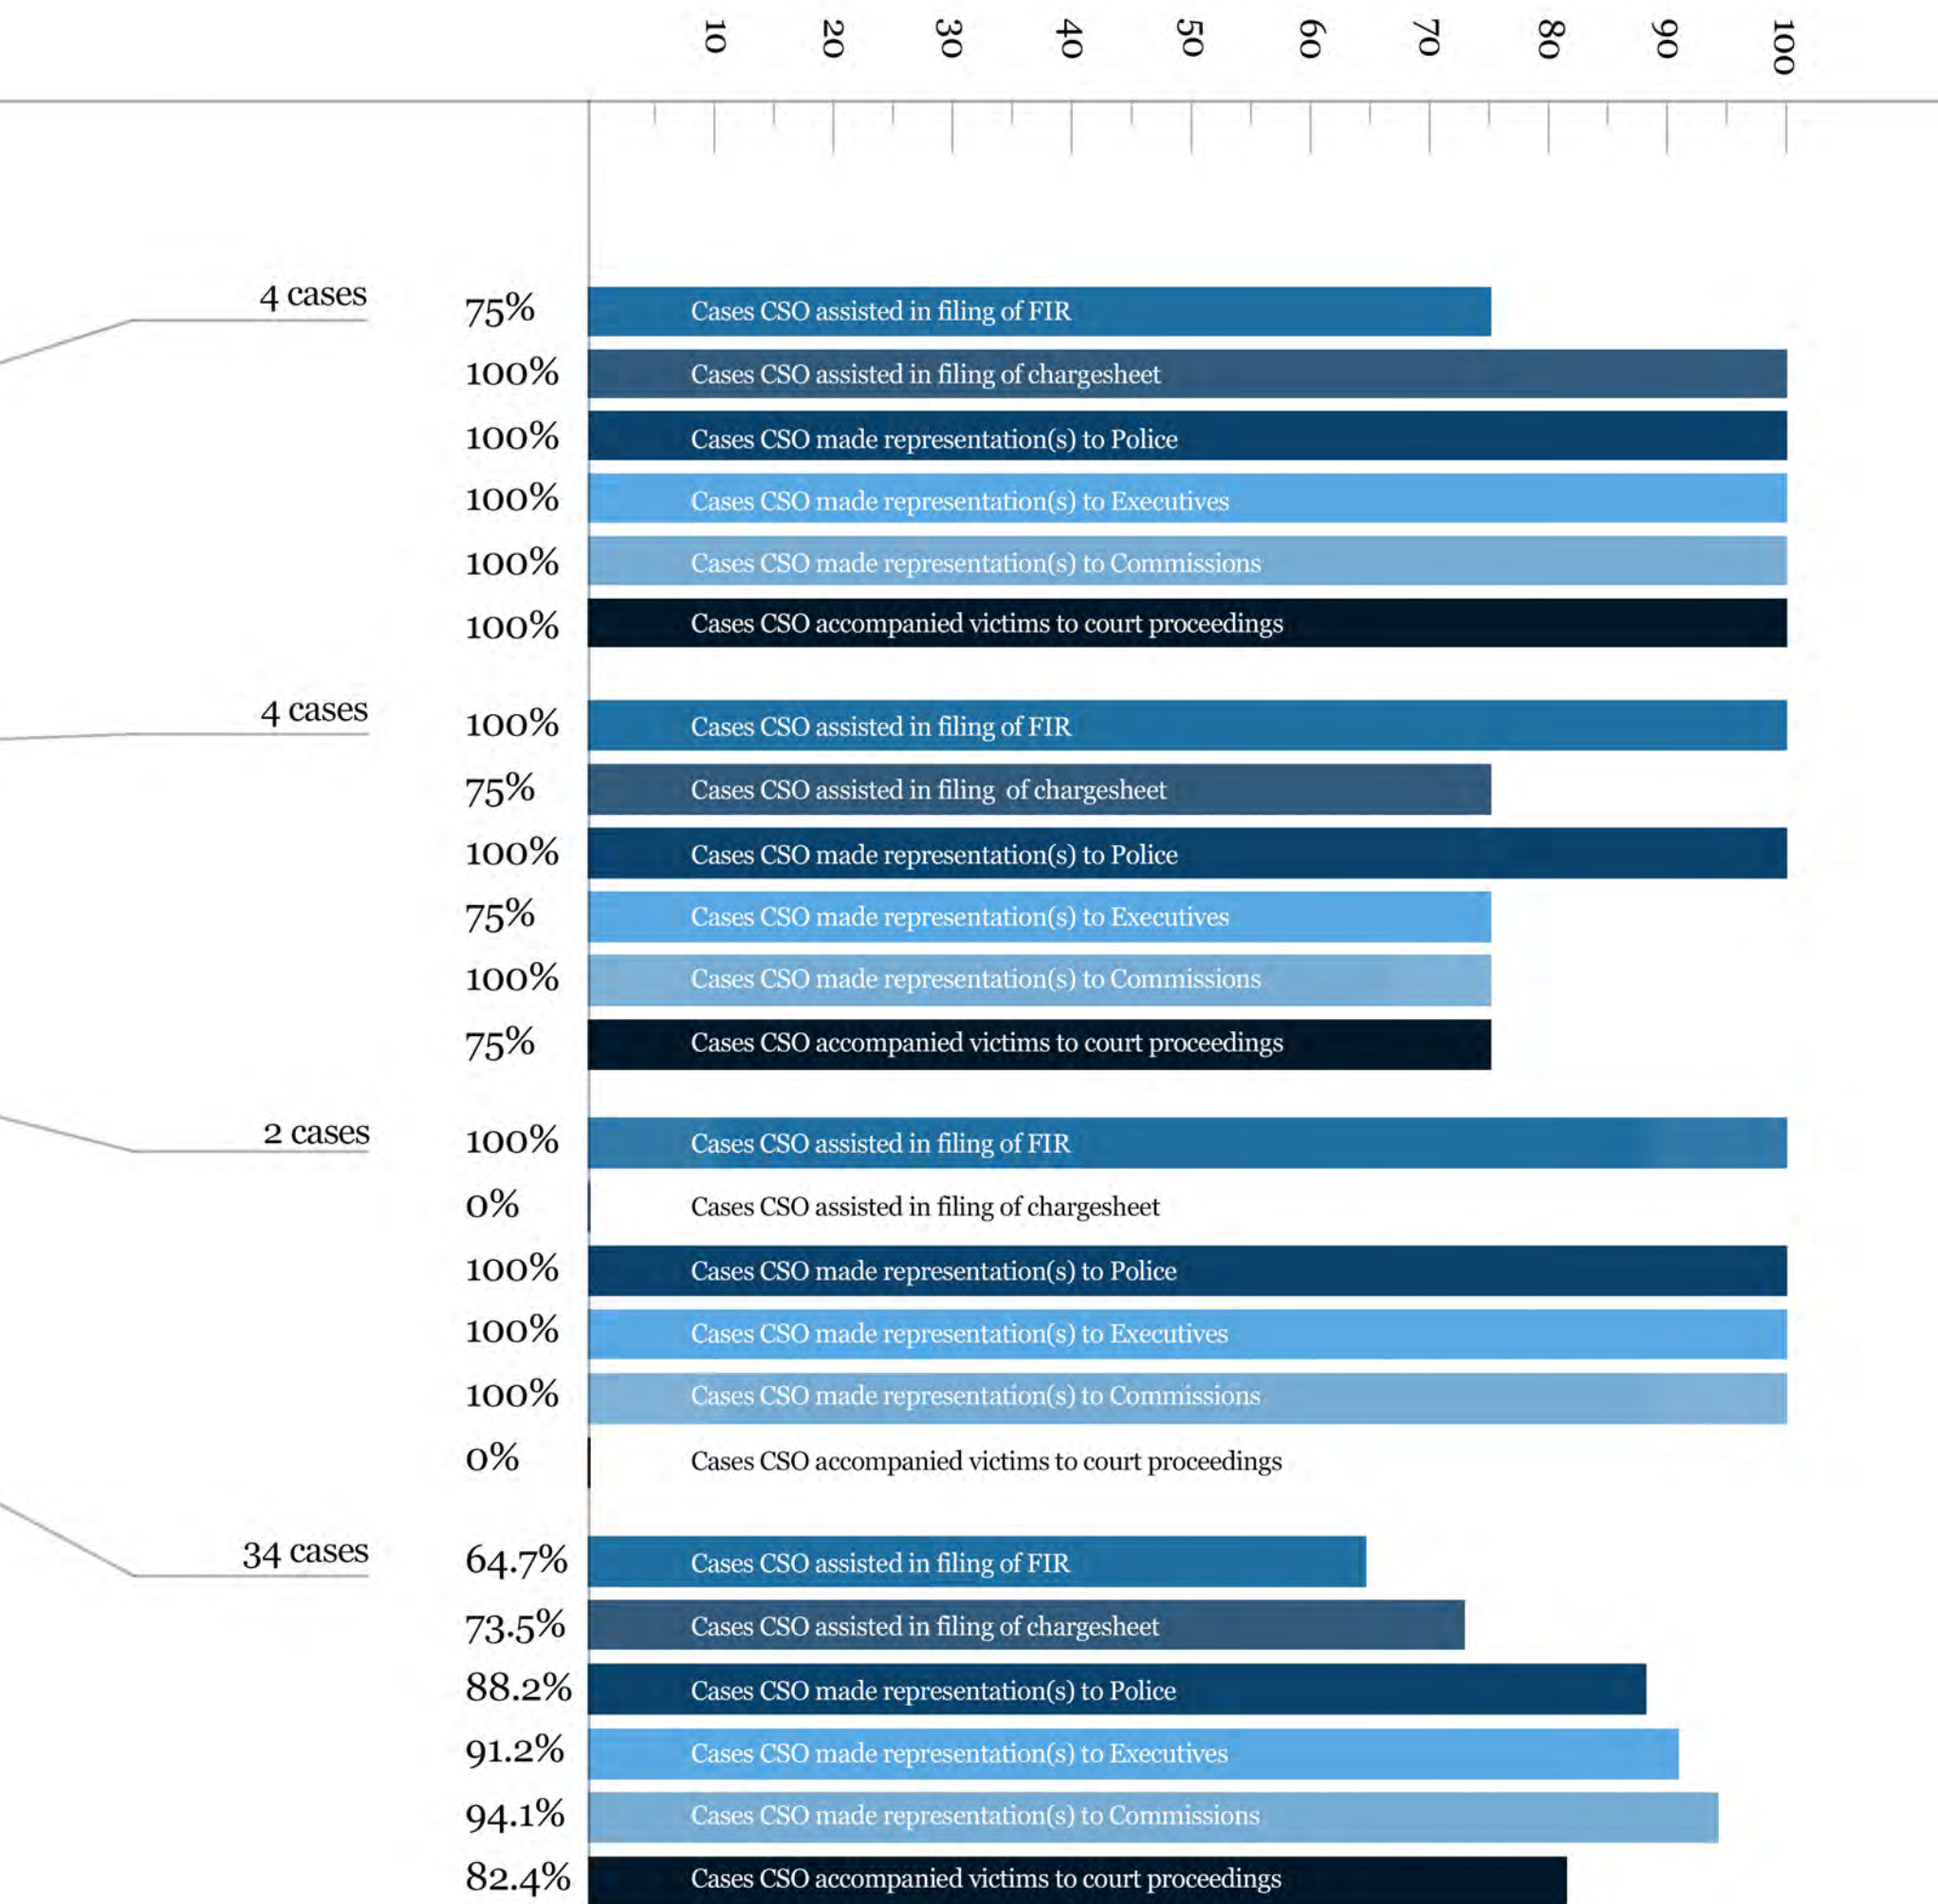 10 20 30 40 50 60 70 80 90 100
4 cases
75% Cases CSO assisted in filing of FIR
100% Cases CSO assisted in filing of chargesheet
100% Cases CSO made representation(s) to Police
100% Cases CSO made representation(s) to Executives
100% Cases CSO made representation(s) to Commissions
100% Cases CSO accompanied victims to court proceedings
4 cases
100% Cases CSO assisted in filing of FIR
75% Cases CSO assisted in filing of chargesheet
100% Cases CSO made representation(s) to Police
75% Cases CSO made representation(s) to Executives
100% Cases CSO made representation(s) to Commissions
75% Cases CSO accompanied victims to court proceedings
2 cases
100% Cases CSO assisted in filing of FIR
0% Cases CSO assisted in filing of chargesheet
100% Cases CSO made representation(s) to Police
100% Cases CSO made representation(s) to Executives
100% Cases CSO made representation(s) to Commissions
0% Cases CSO accompanied victims to court proceedings
34 cases
64.7% Cases CSO assisted in filing of FIR
73.5% Cases CSO assisted in filing of chargesheet
88.2% Cases CSO made representation(s) to Police
91.2% Cases CSO made representation(s) to Executives
94.1% Cases CSO made representation(s) to Commissions
82.4% Cases CSO accompanied victims to court proceedings